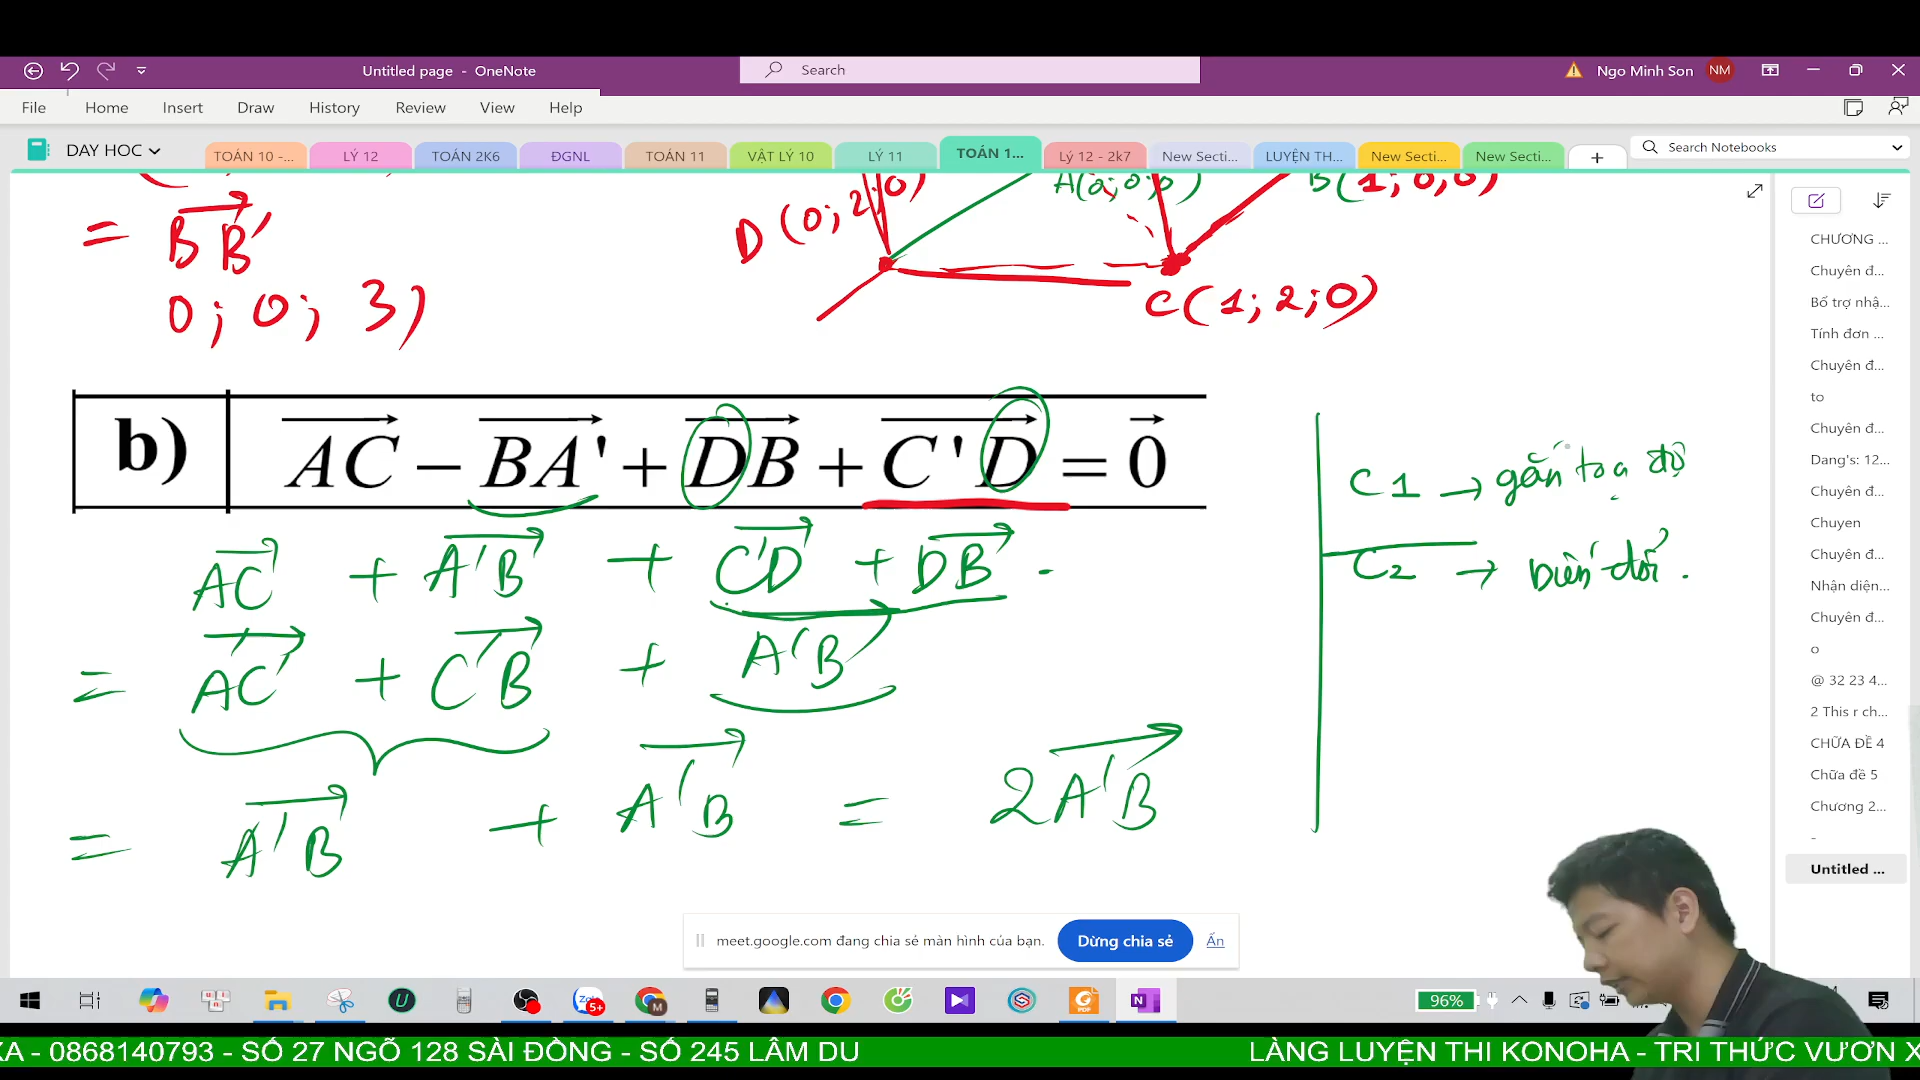 Untitled page - OneNote
Search
Ngo Minh Son
NM
File
Home
Insert
Draw
History
Review
View
Help
DAY HOC
TOÁN 10 -...
LÝ 12
TOÁN 2K6
ĐGNL
TOÁN 11
VẬT LÝ 10
LÝ 11
TOÁN 1...
Lý 12 - 2k7
New Secti...
LUYỆN TH...
New Secti...
New Secti...
+
Search Notebooks
= BB'
0; 0; 3)
D (0; 2; 0)
A(0; 0; 0)
B(1; 0; 0)
C(1; 2; 0)
b) AC − BA' + DB + C'D = 0
AC + A'B + C'D + DB
= AC + C'B + A'B
= A'B + A'B = 2A'B
C1 → gắn toạ độ
C2 → biến đổi.
CHƯƠNG ...
Chuyên đ...
Bổ trợ nhậ...
Tính đơn ...
Chuyên đ...
to
Chuyên đ...
Dang's: 12...
Chuyên đ...
Chuyen
Chuyên đ...
Nhận diện...
Chuyên đ...
o
@ 32 23 4...
2 This r ch...
CHỮA ĐỀ 4
Chữa đề 5
Chương 2...
-
Untitled ...
meet.google.com đang chia sẻ màn hình của bạn.
Dừng chia sẻ
Ẩn
96%
XA - 0868140793 - SỐ 27 NGÕ 128 SÀI ĐỒNG - SỐ 245 LÂM DU
LÀNG LUYỆN THI KONOHA - TRI THỨC VƯƠN X